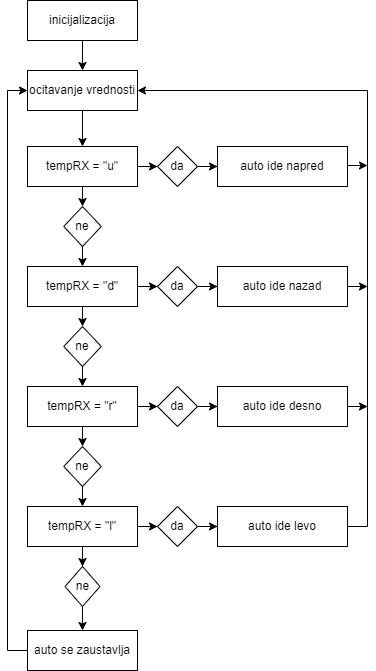 inicijalizacija
ocitavanje vrednosti
tempRX = "u"
da
auto ide napred
ne
tempRX = "d"
da
auto ide nazad
ne
tempRX = "r"
da
auto ide desno
ne
tempRX = "l"
da
auto ide levo
ne
auto se zaustavlja